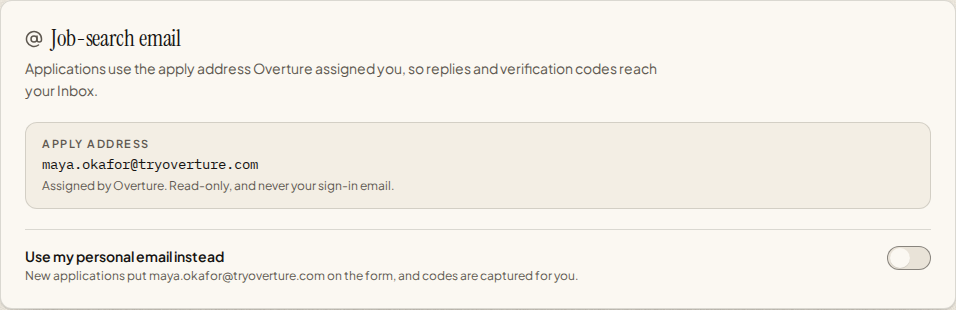 @ Job-search email
Applications use the apply address Overture assigned you, so replies and verification codes reach
your Inbox.
APPLY ADDRESS
maya.okafor@tryoverture.com
Assigned by Overture. Read-only, and never your sign-in email.
Use my personal email instead
New applications put maya.okafor@tryoverture.com on the form, and codes are captured for you.